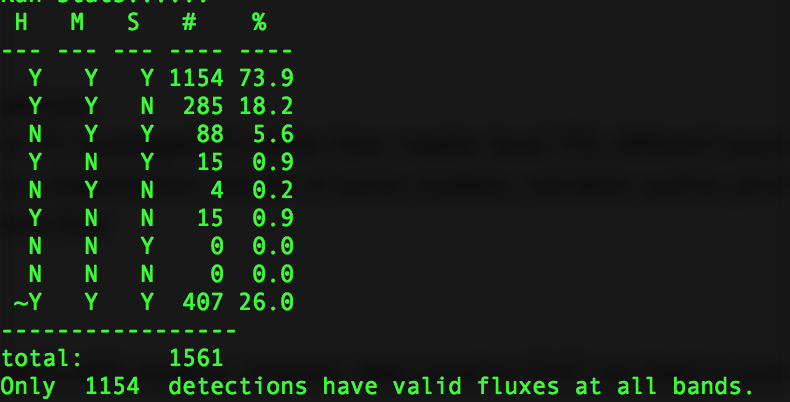 H M S # %
--- --- --- ---- ----
Y Y Y 1154 73.9
Y Y N 285 18.2
N Y Y 88 5.6
Y N Y 15 0.9
N Y N 4 0.2
Y N N 15 0.9
N N Y 0 0.0
N N N 0 0.0
~Y Y Y 407 26.0
-----------------
total: 1561
Only 1154 detections have valid fluxes at all bands.